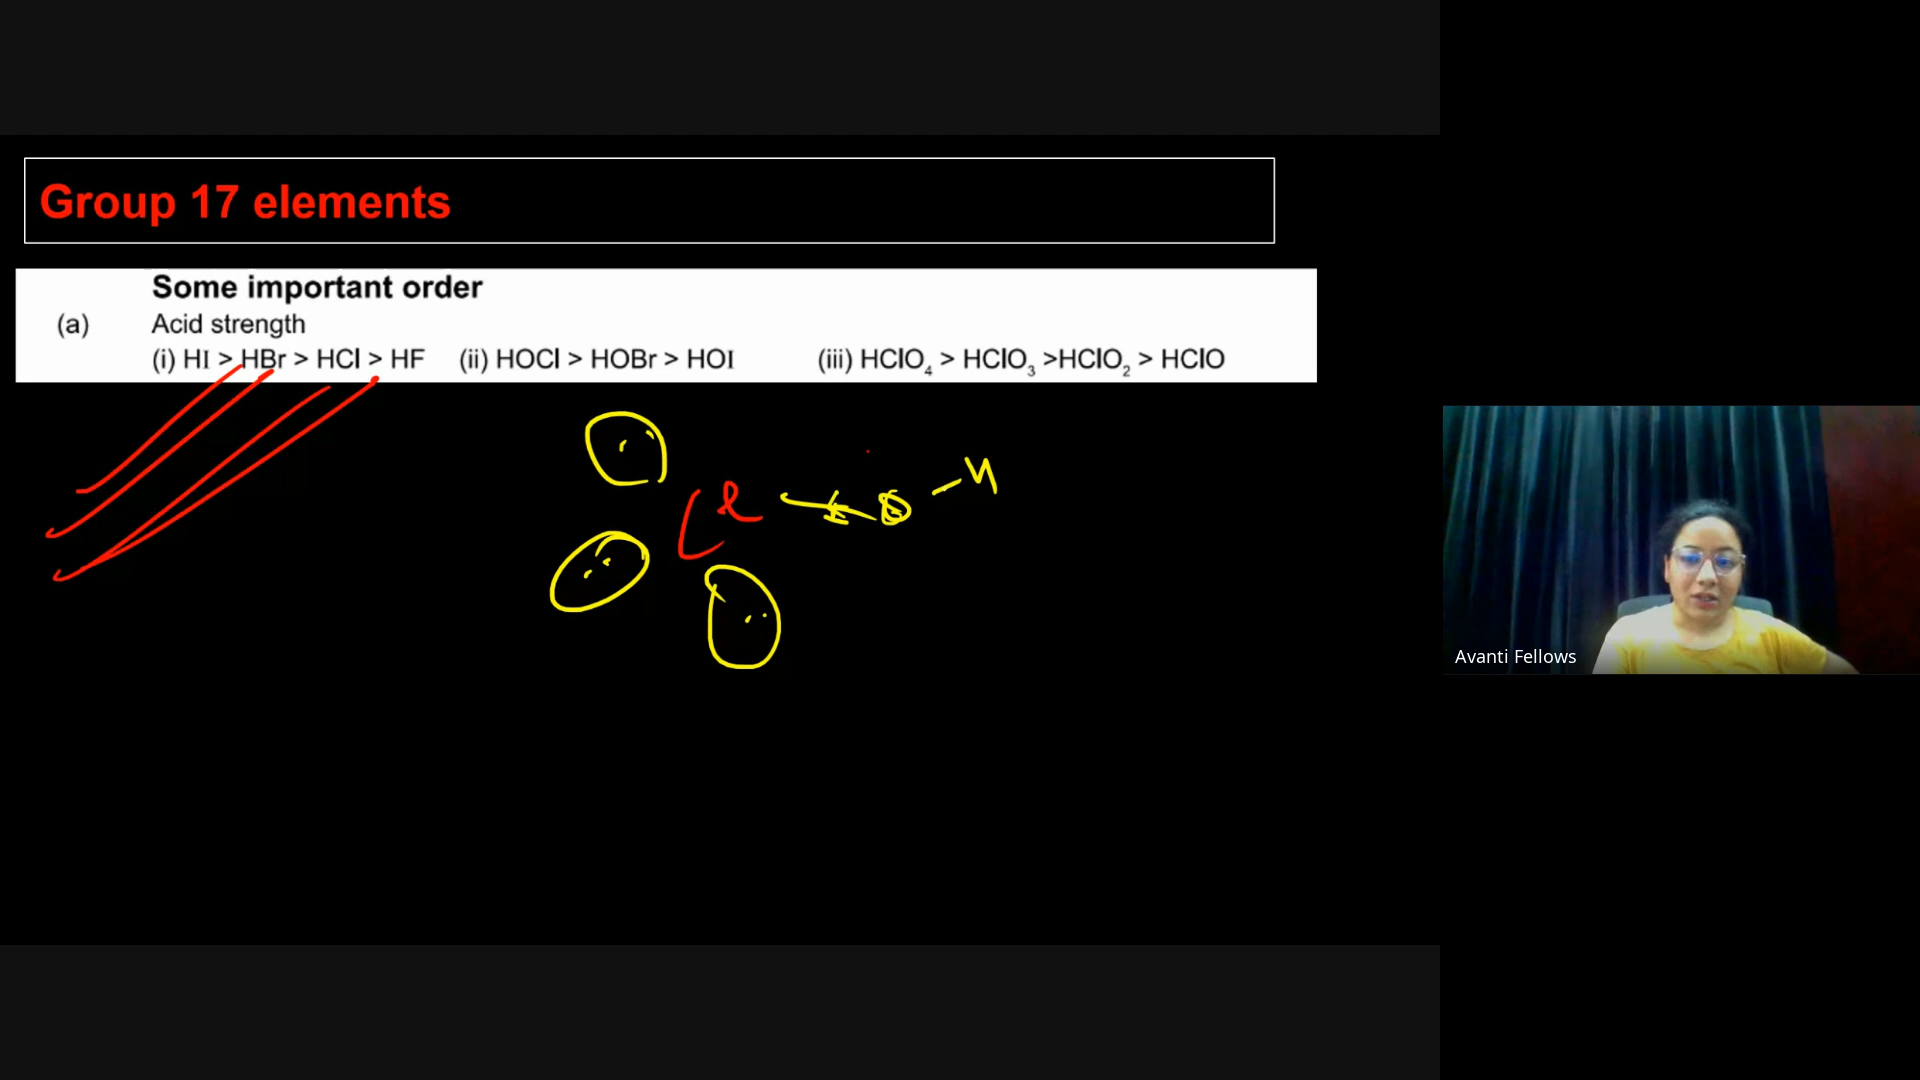 Group 17 elements
Some important order
(a) Acid strength
(i) HI > HBr > HCl > HF (ii) HOCl > HOBr > HOI (iii) HClO₄ > HClO₃ >HClO₂ > HClO
Cl O - H
Avanti Fellows